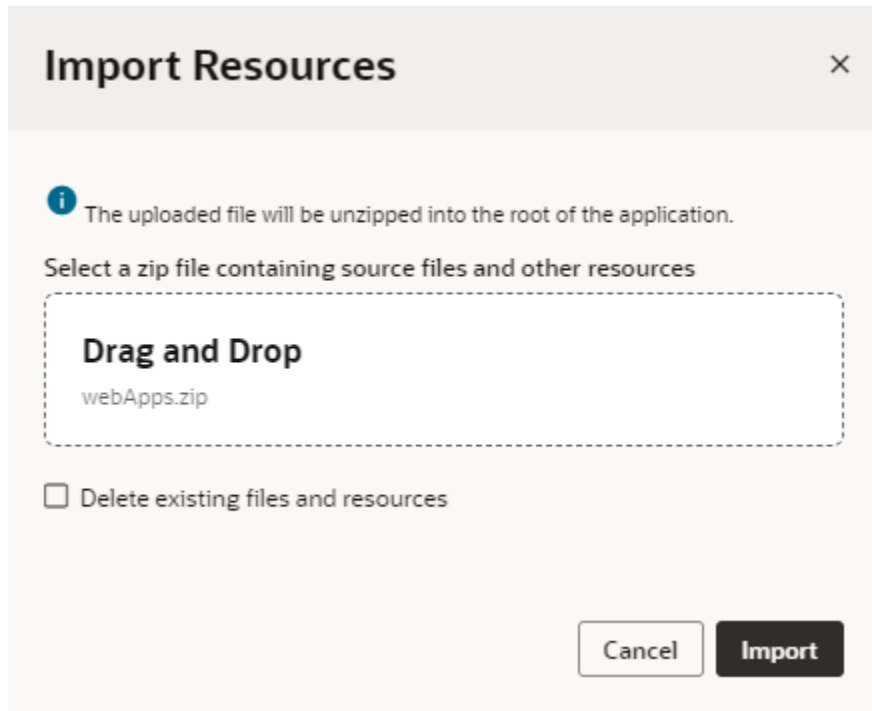 Import Resources
The uploaded file will be unzipped into the root of the application.
Select a zip file containing source files and other resources
Drag and Drop
webApps.zip
Delete existing files and resources
Cancel Import